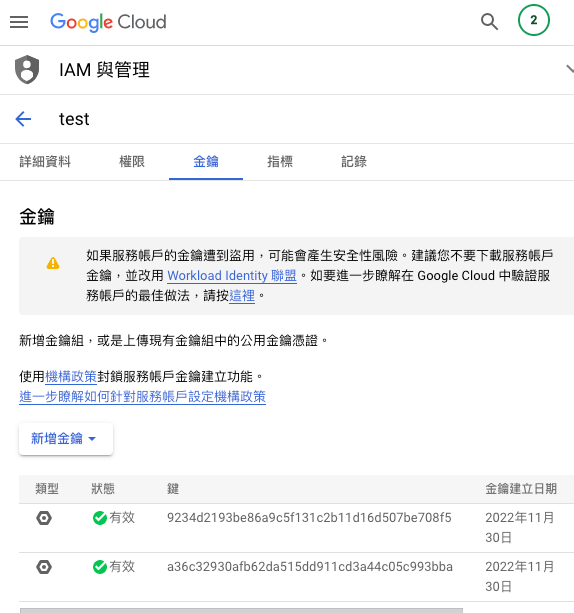 Google Cloud
2
IAM 與管理
test
詳細資料 權限 金鑰 指標 記錄
金鑰
如果服務帳戶的金鑰遭到盜用，可能會產生安全性風險。建議您不要下載服務帳戶
金鑰，並改用 Workload Identity 聯盟。如要進一步瞭解在 Google Cloud 中驗證服
務帳戶的最佳做法，請按這裡。
新增金鑰組，或是上傳現有金鑰組中的公用金鑰憑證。
使用機構政策封鎖服務帳戶金鑰建立功能。
進一步瞭解如何針對服務帳戶設定機構政策
新增金鑰
類型 狀態 鍵 金鑰建立日期
有效 9234d2193be86a9c5f131c2b11d16d507be708f5 2022年11月
30日
有效 a36c32930afb62da515dd911cd3a44c05c993bba 2022年11月
30日